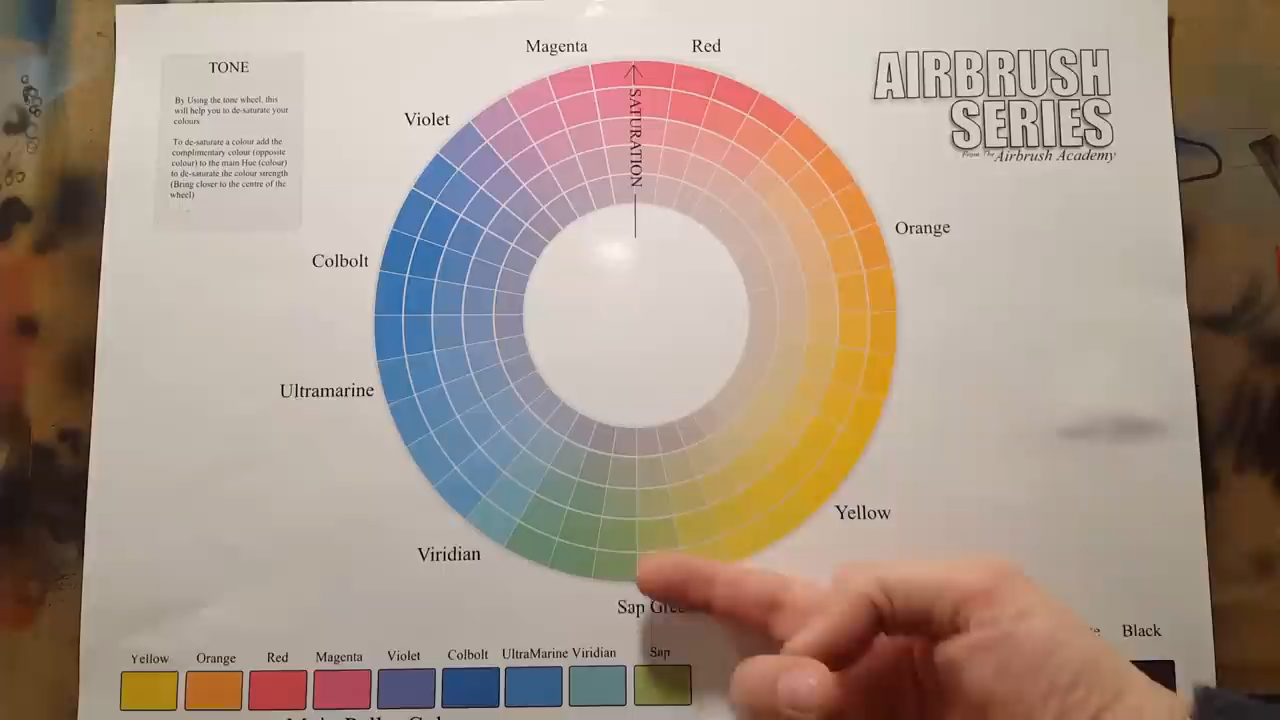 Magenta
Red
TONE
AIRBRUSH
SERIES
From The Airbrush Academy
By Using the tone wheel, this
will help you to de-saturate your
colours
To de-saturate a colour add the
complimentary colour (opposite
colour) to the main Hue (colour)
to de-saturate the colour strength
(Bring closer to the centre of the
wheel)
SATURATION
Violet
Orange
Colbolt
Ultramarine
Yellow
Viridian
Sap
Black
Yellow
Orange
Red
Magenta
Violet
Colbolt
UltraMarine
Viridian
Sap